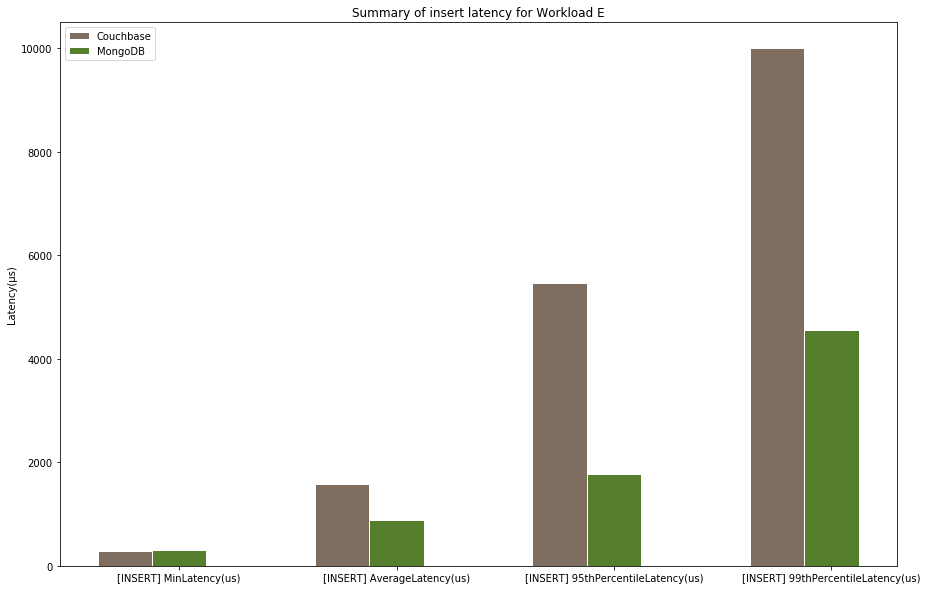 Summary of insert latency for Workload E
Couchbase
MongoDB
10000
8000
6000
4000
2000
0
Latency(µs)
[INSERT] MinLatency(us)
[INSERT] AverageLatency(us)
[INSERT] 95thPercentileLatency(us)
[INSERT] 99thPercentileLatency(us)